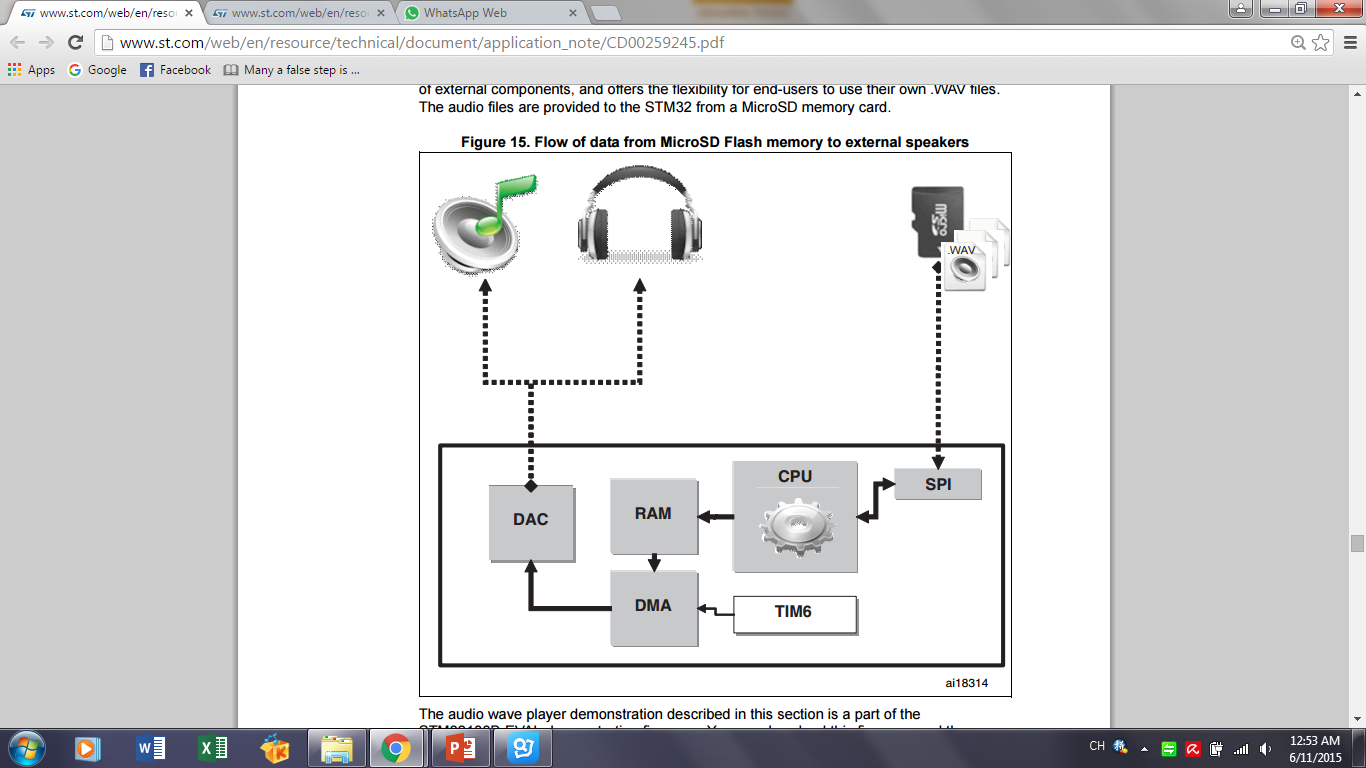 www.st.com/web/en/reso
www.st.com/web/en/reso
WhatsApp Web
www.st.com/web/en/resource/technical/document/application_note/CD00259245.pdf
Apps
Google
Facebook
Many a false step is ...
of external components, and offers the flexibility for end-users to use their own .WAV files.
The audio files are provided to the STM32 from a MicroSD memory card.
Figure 15. Flow of data from MicroSD Flash memory to external speakers
Micro
.WAV
CPU
SPI
DAC
RAM
DMA
TIM6
ai18314
The audio wave player demonstration described in this section is a part of the
CH
12:53 AM
6/11/2015